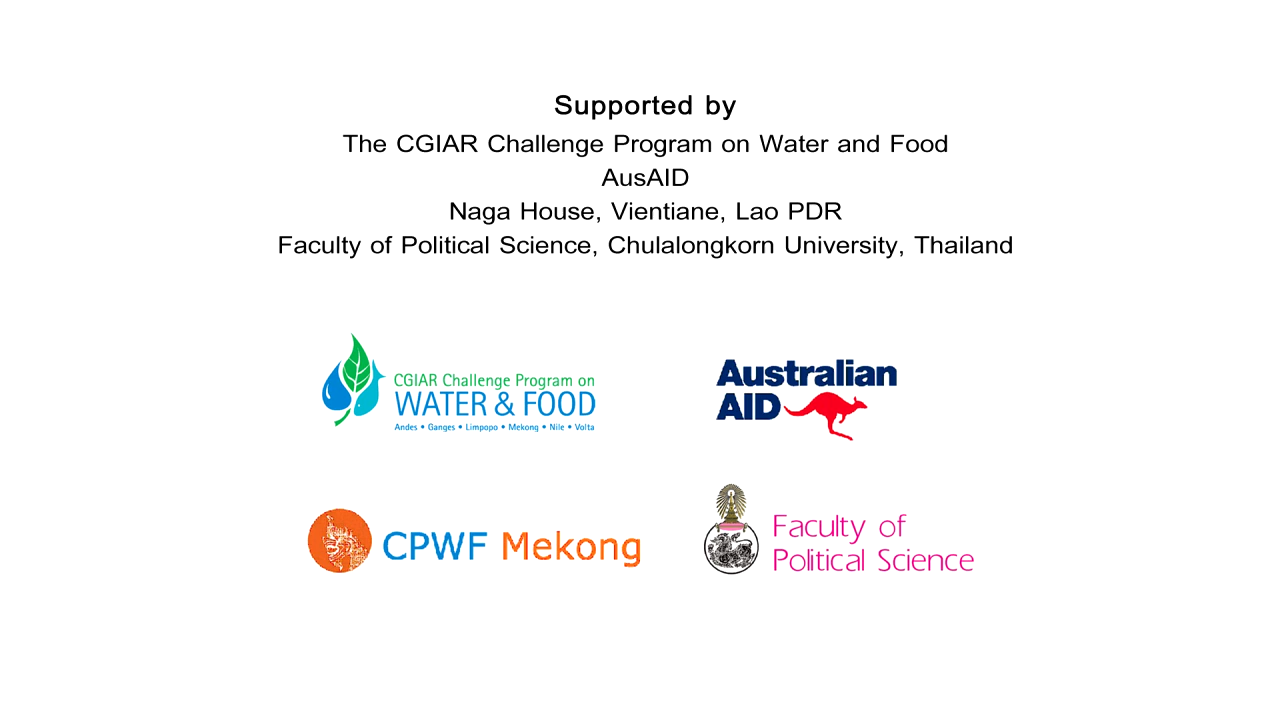 Supported by
The CGIAR Challenge Program on Water and Food
AusAID
Naga House, Vientiane, Lao PDR
Faculty of Political Science, Chulalongkorn University, Thailand
CGIAR Challenge Program on
WATER & FOOD
Andes • Ganges • Limpopo • Mekong • Nile • Volta
Australian
AID
CPWF Mekong
Faculty of
Political Science